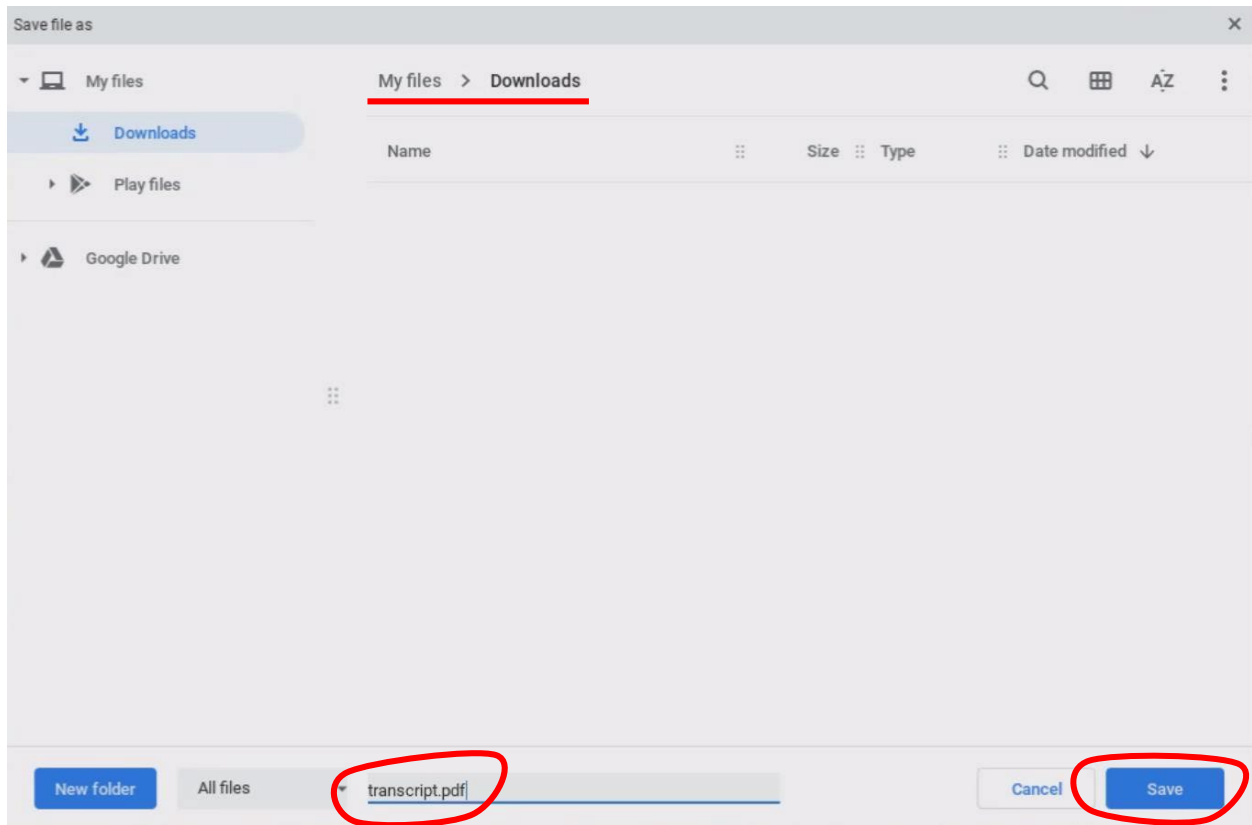 Save file as
My files
My files > Downloads
AZ
Downloads
Name Size Type Date modified
Play files
Google Drive
New folder All files transcript.pdf Cancel Save